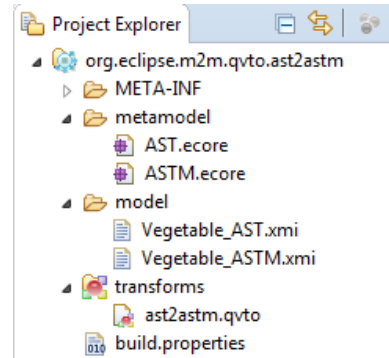 Project Explorer
org.eclipse.m2m.qvto.ast2astm
META-INF
metamodel
AST.ecore
ASTM.ecore
model
Vegetable_AST.xmi
Vegetable_ASTM.xmi
transforms
ast2astm.qvto
010 build.properties